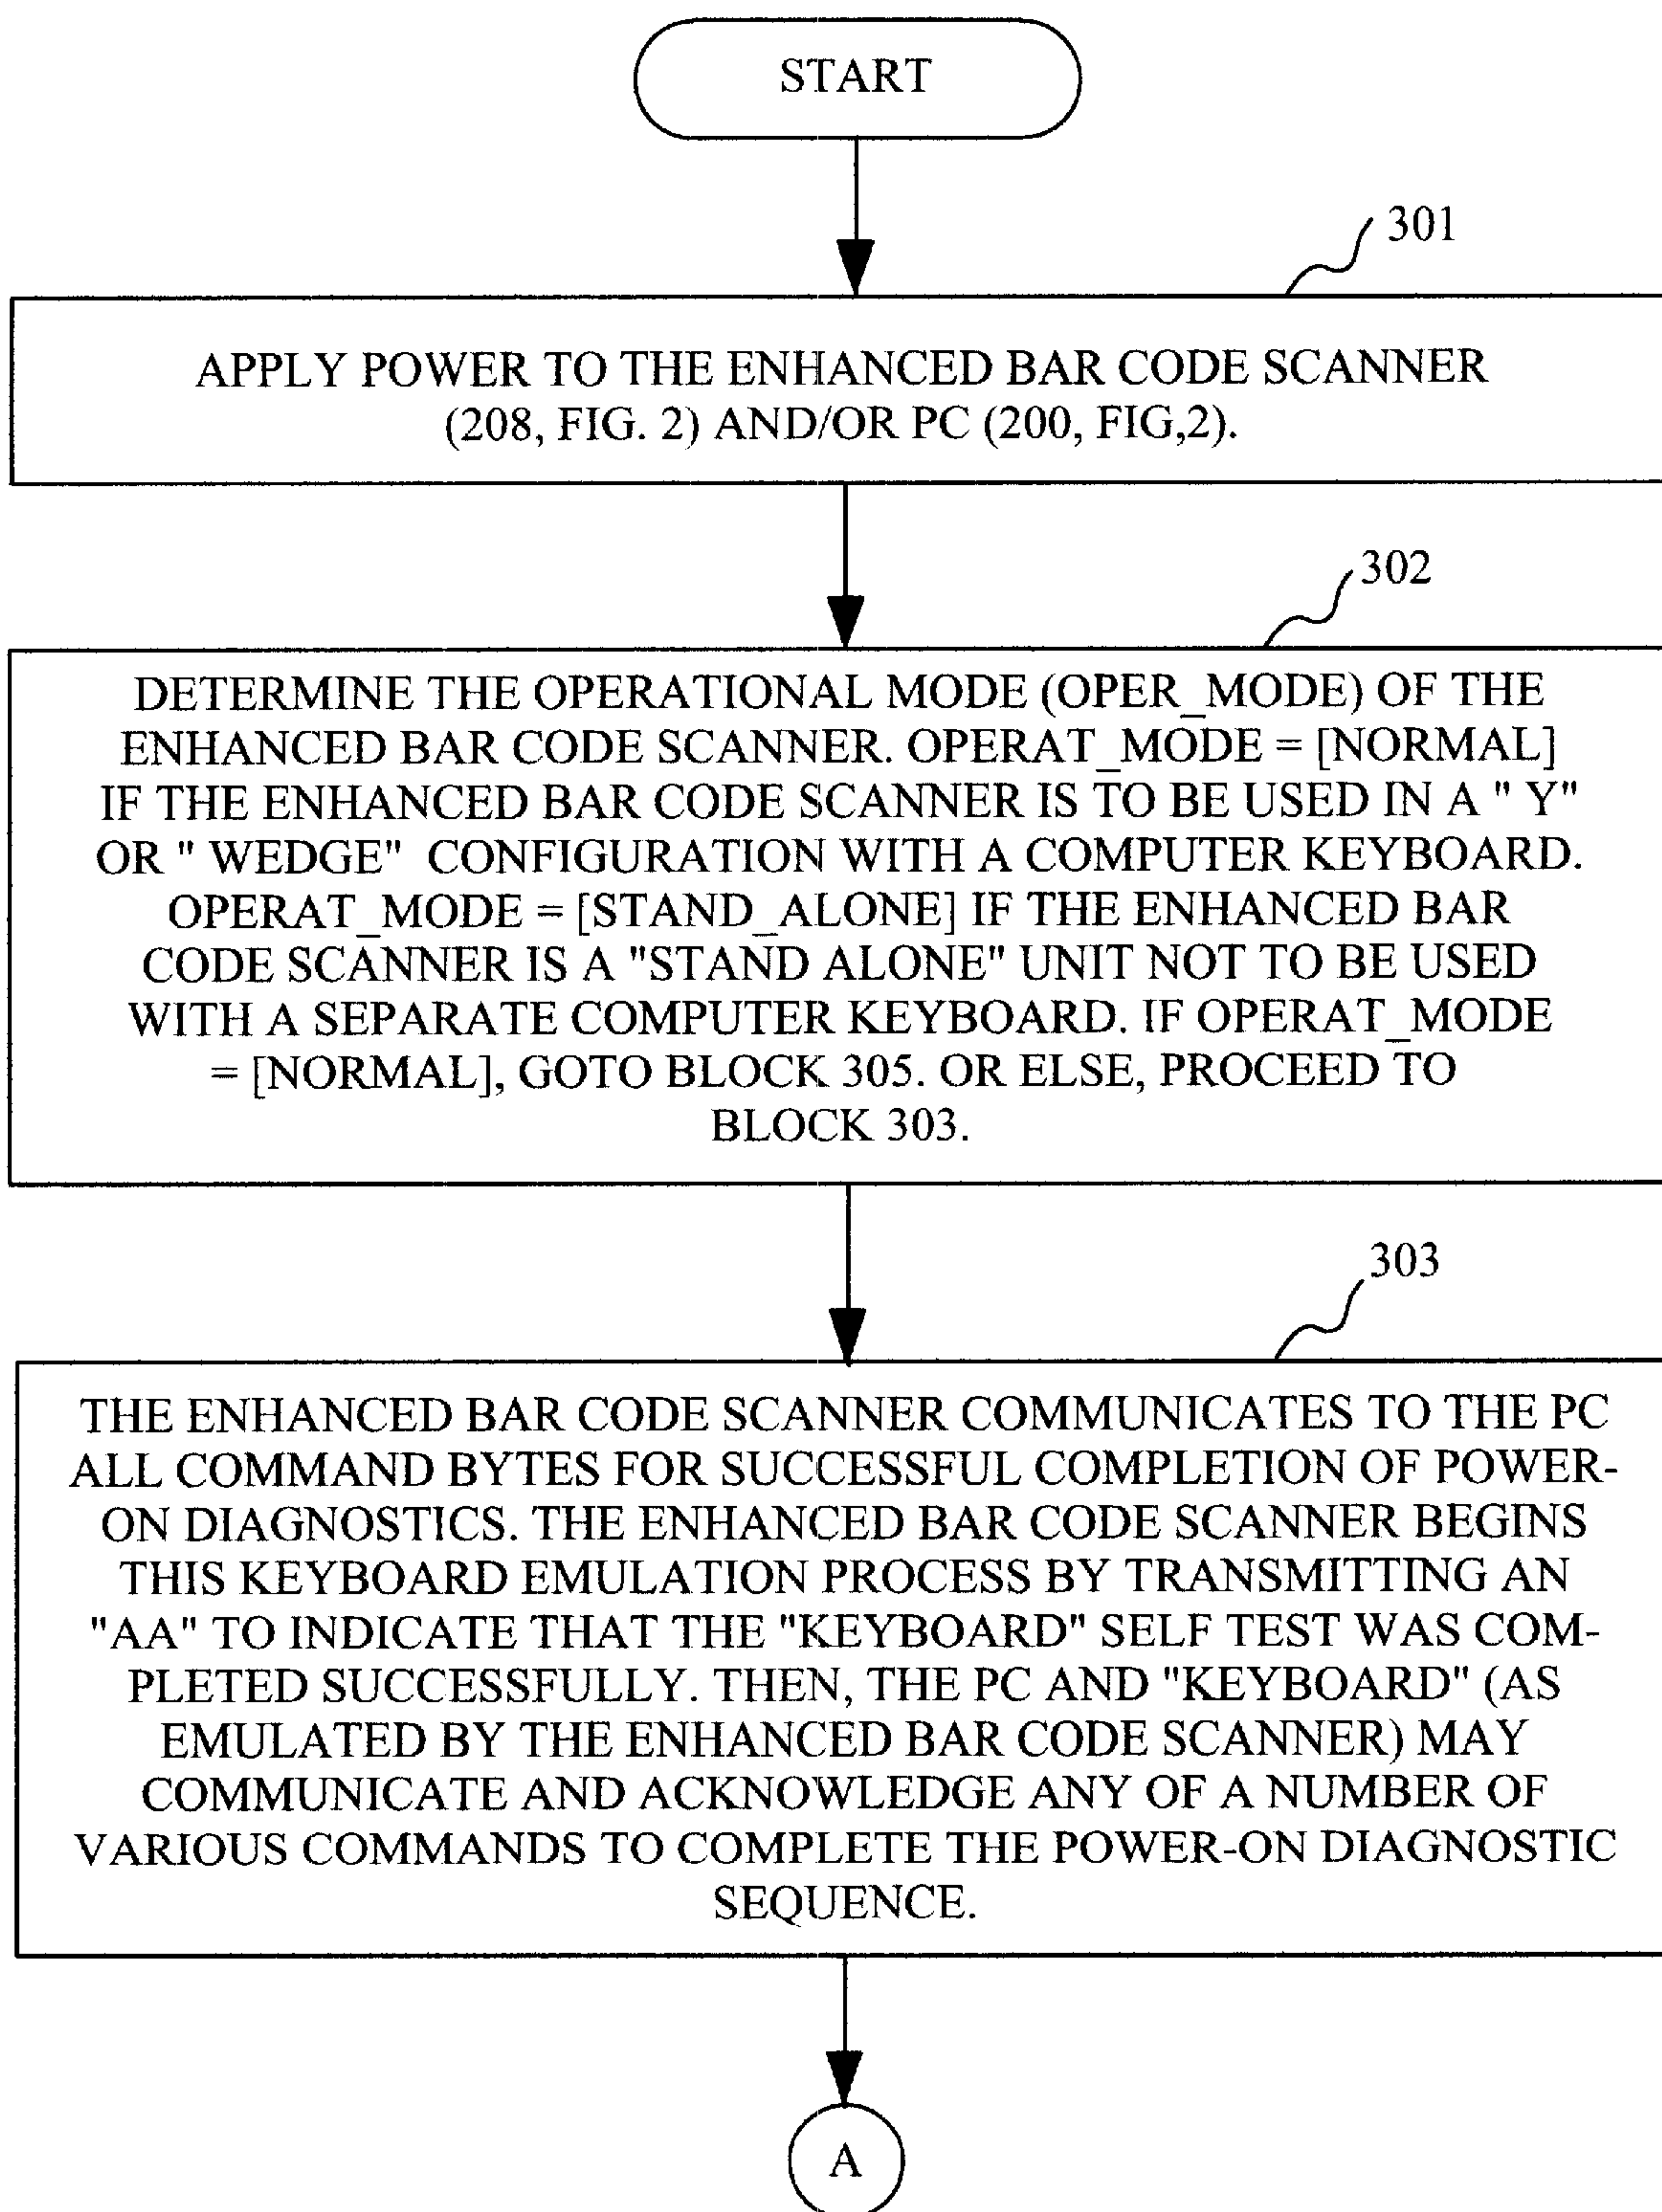 START
301
APPLY POWER TO THE ENHANCED BAR CODE SCANNER
(208, FIG. 2) AND/OR PC (200, FIG,2).
302
DETERMINE THE OPERATIONAL MODE (OPER_MODE) OF THE
ENHANCED BAR CODE SCANNER. OPERAT_MODE = [NORMAL]
IF THE ENHANCED BAR CODE SCANNER IS TO BE USED IN A " Y"
OR " WEDGE" CONFIGURATION WITH A COMPUTER KEYBOARD.
OPERAT_MODE = [STAND_ALONE] IF THE ENHANCED BAR
CODE SCANNER IS A "STAND ALONE" UNIT NOT TO BE USED
WITH A SEPARATE COMPUTER KEYBOARD. IF OPERAT_MODE
= [NORMAL], GOTO BLOCK 305. OR ELSE, PROCEED TO
BLOCK 303.
303
THE ENHANCED BAR CODE SCANNER COMMUNICATES TO THE PC
ALL COMMAND BYTES FOR SUCCESSFUL COMPLETION OF POWER-
ON DIAGNOSTICS. THE ENHANCED BAR CODE SCANNER BEGINS
THIS KEYBOARD EMULATION PROCESS BY TRANSMITTING AN
"AA" TO INDICATE THAT THE "KEYBOARD" SELF TEST WAS COM-
PLETED SUCCESSFULLY. THEN, THE PC AND "KEYBOARD" (AS
EMULATED BY THE ENHANCED BAR CODE SCANNER) MAY
COMMUNICATE AND ACKNOWLEDGE ANY OF A NUMBER OF
VARIOUS COMMANDS TO COMPLETE THE POWER-ON DIAGNOSTIC
SEQUENCE.
A